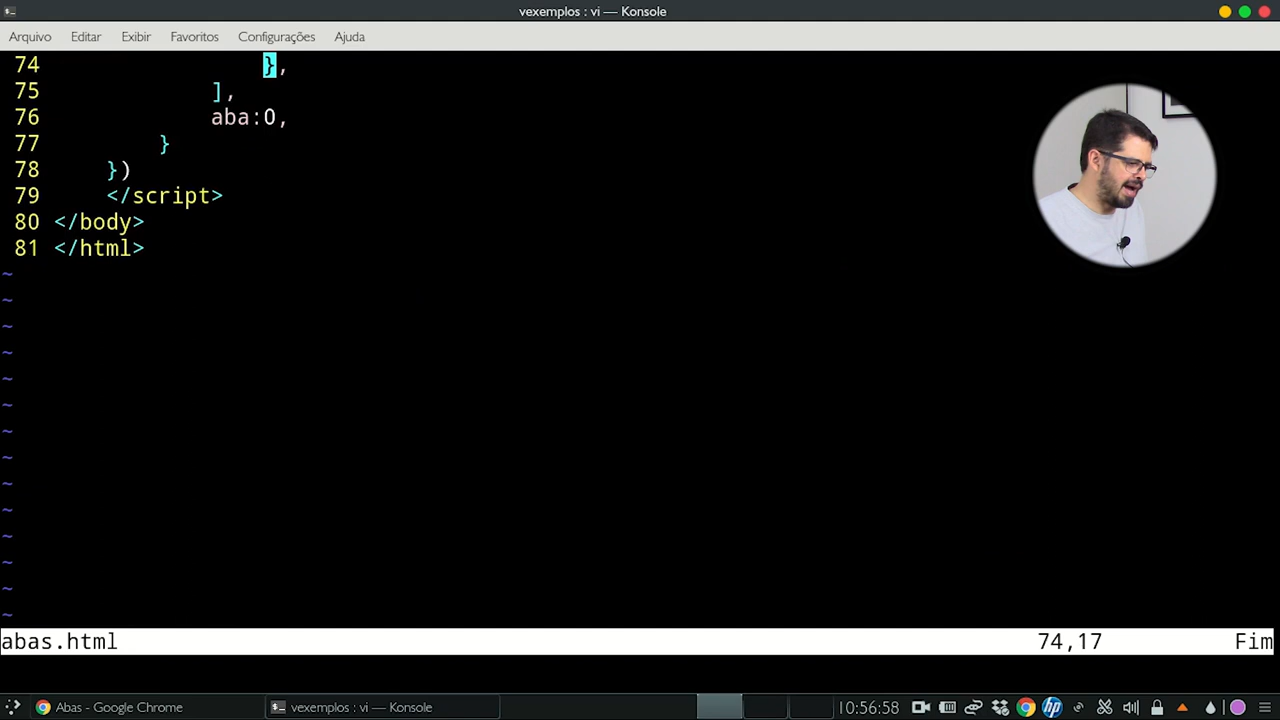 vexemplos : vi — Konsole
Arquivo Editar Exibir Favoritos Configurações Ajuda
74 },
75 ],
76 aba:0,
77 }
78 })
79 </script>
80 </body>
81 </html>
~
~
~
~
~
~
~
~
~
~
~
~
~
~
abas.html 74,17 Fim
Abas - Google Chrome vexemplos : vi — Konsole 10:56:58 hp